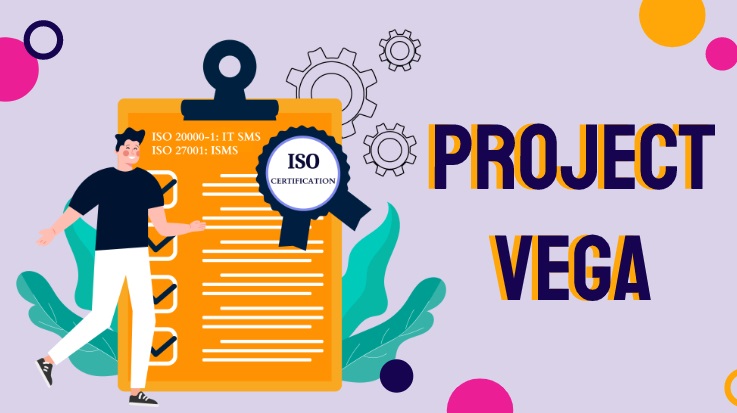 ISO 20000-1: IT SMS
ISO 27001: ISMS
ISO
CERTIFICATION
PROJECT
VEGA